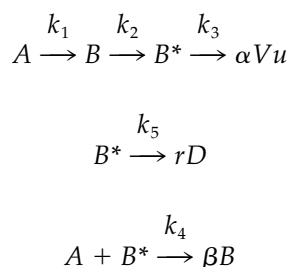 k₁ k₂ k₃
A → B → B* → αVu
k₅
B* → rD
k₄
A + B* → βB